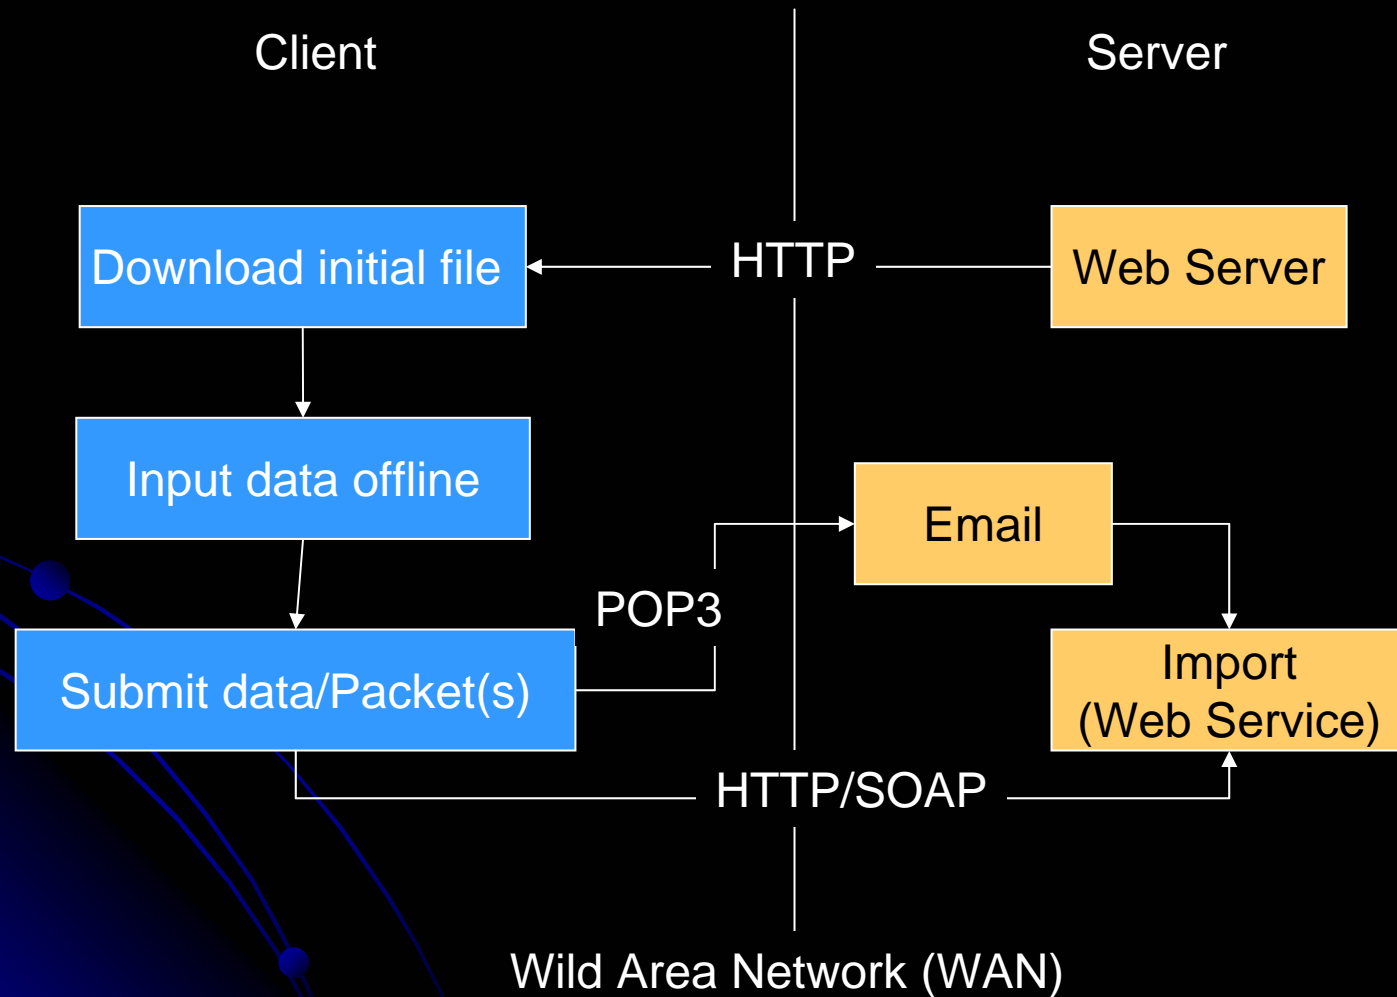 Client
Server
Download initial file
HTTP
Web Server
Input data offline
Email
POP3
Submit data/Packet(s)
Import
(Web Service)
HTTP/SOAP
Wild Area Network (WAN)